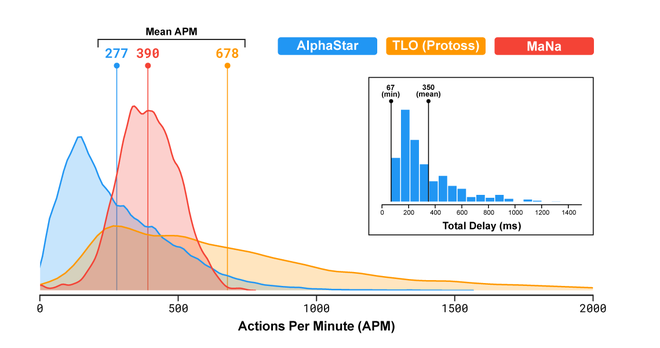 Mean APM
277 390 678
AlphaStar TLO (Protoss) MaNa
67 350
(min) (mean)
0 200 400 600 800 1000 1200 1400
Total Delay (ms)
0 500 1000 1500 2000
Actions Per Minute (APM)